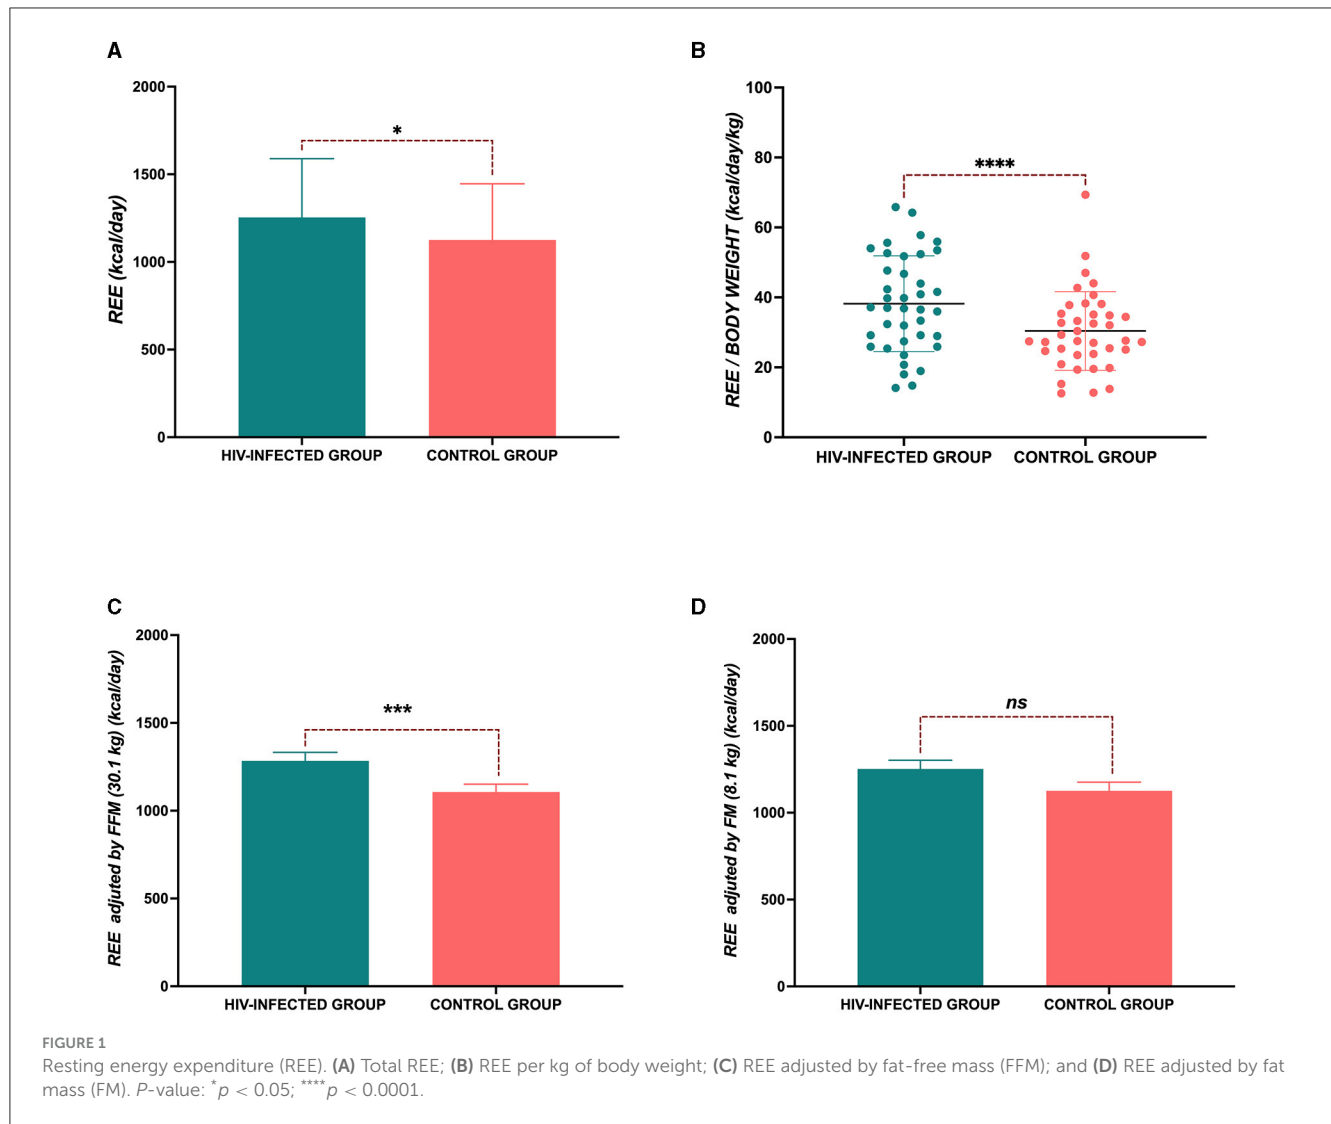 A
REE (kcal/day)
2000
1500
1000
500
0
*
HIV-INFECTED GROUP CONTROL GROUP
B
REE / BODY WEIGHT (kcal/day/kg)
100
80
60
40
20
0
****
HIV-INFECTED GROUP CONTROL GROUP
C
REE adjuted by FFM (30.1 kg) (kcal/day)
2000
1500
1000
500
0
***
HIV-INFECTED GROUP CONTROL GROUP
D
REE adjuted by FM (8.1 kg) (kcal/day)
2000
1500
1000
500
0
ns
HIV-INFECTED GROUP CONTROL GROUP
FIGURE 1
Resting energy expenditure (REE). (A) Total REE; (B) REE per kg of body weight; (C) REE adjusted by fat-free mass (FFM); and (D) REE adjusted by fat
mass (FM). P-value: *p < 0.05; ****p < 0.0001.